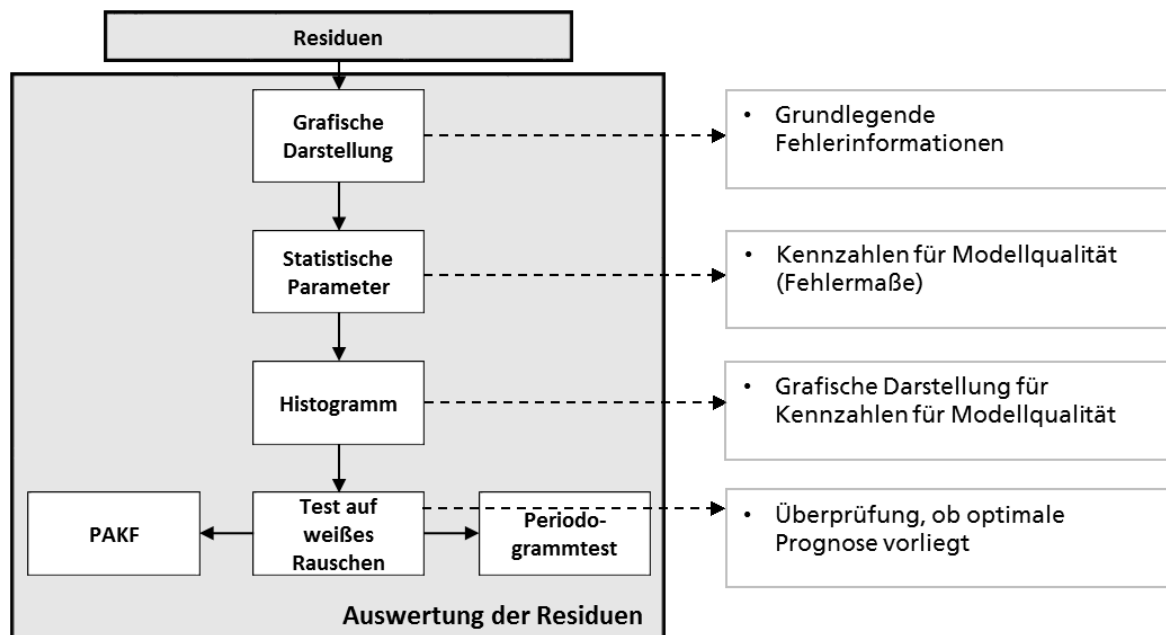 Residuen
Grafische
Darstellung
• Grundlegende
Fehlerinformationen
Statistische
Parameter
• Kennzahlen für Modellqualität
(Fehlermaße)
Histogramm
• Grafische Darstellung für
Kennzahlen für Modellqualität
PAKF
Test auf
weißes
Rauschen
Periodo-
grammtest
• Überprüfung, ob optimale
Prognose vorliegt
Auswertung der Residuen